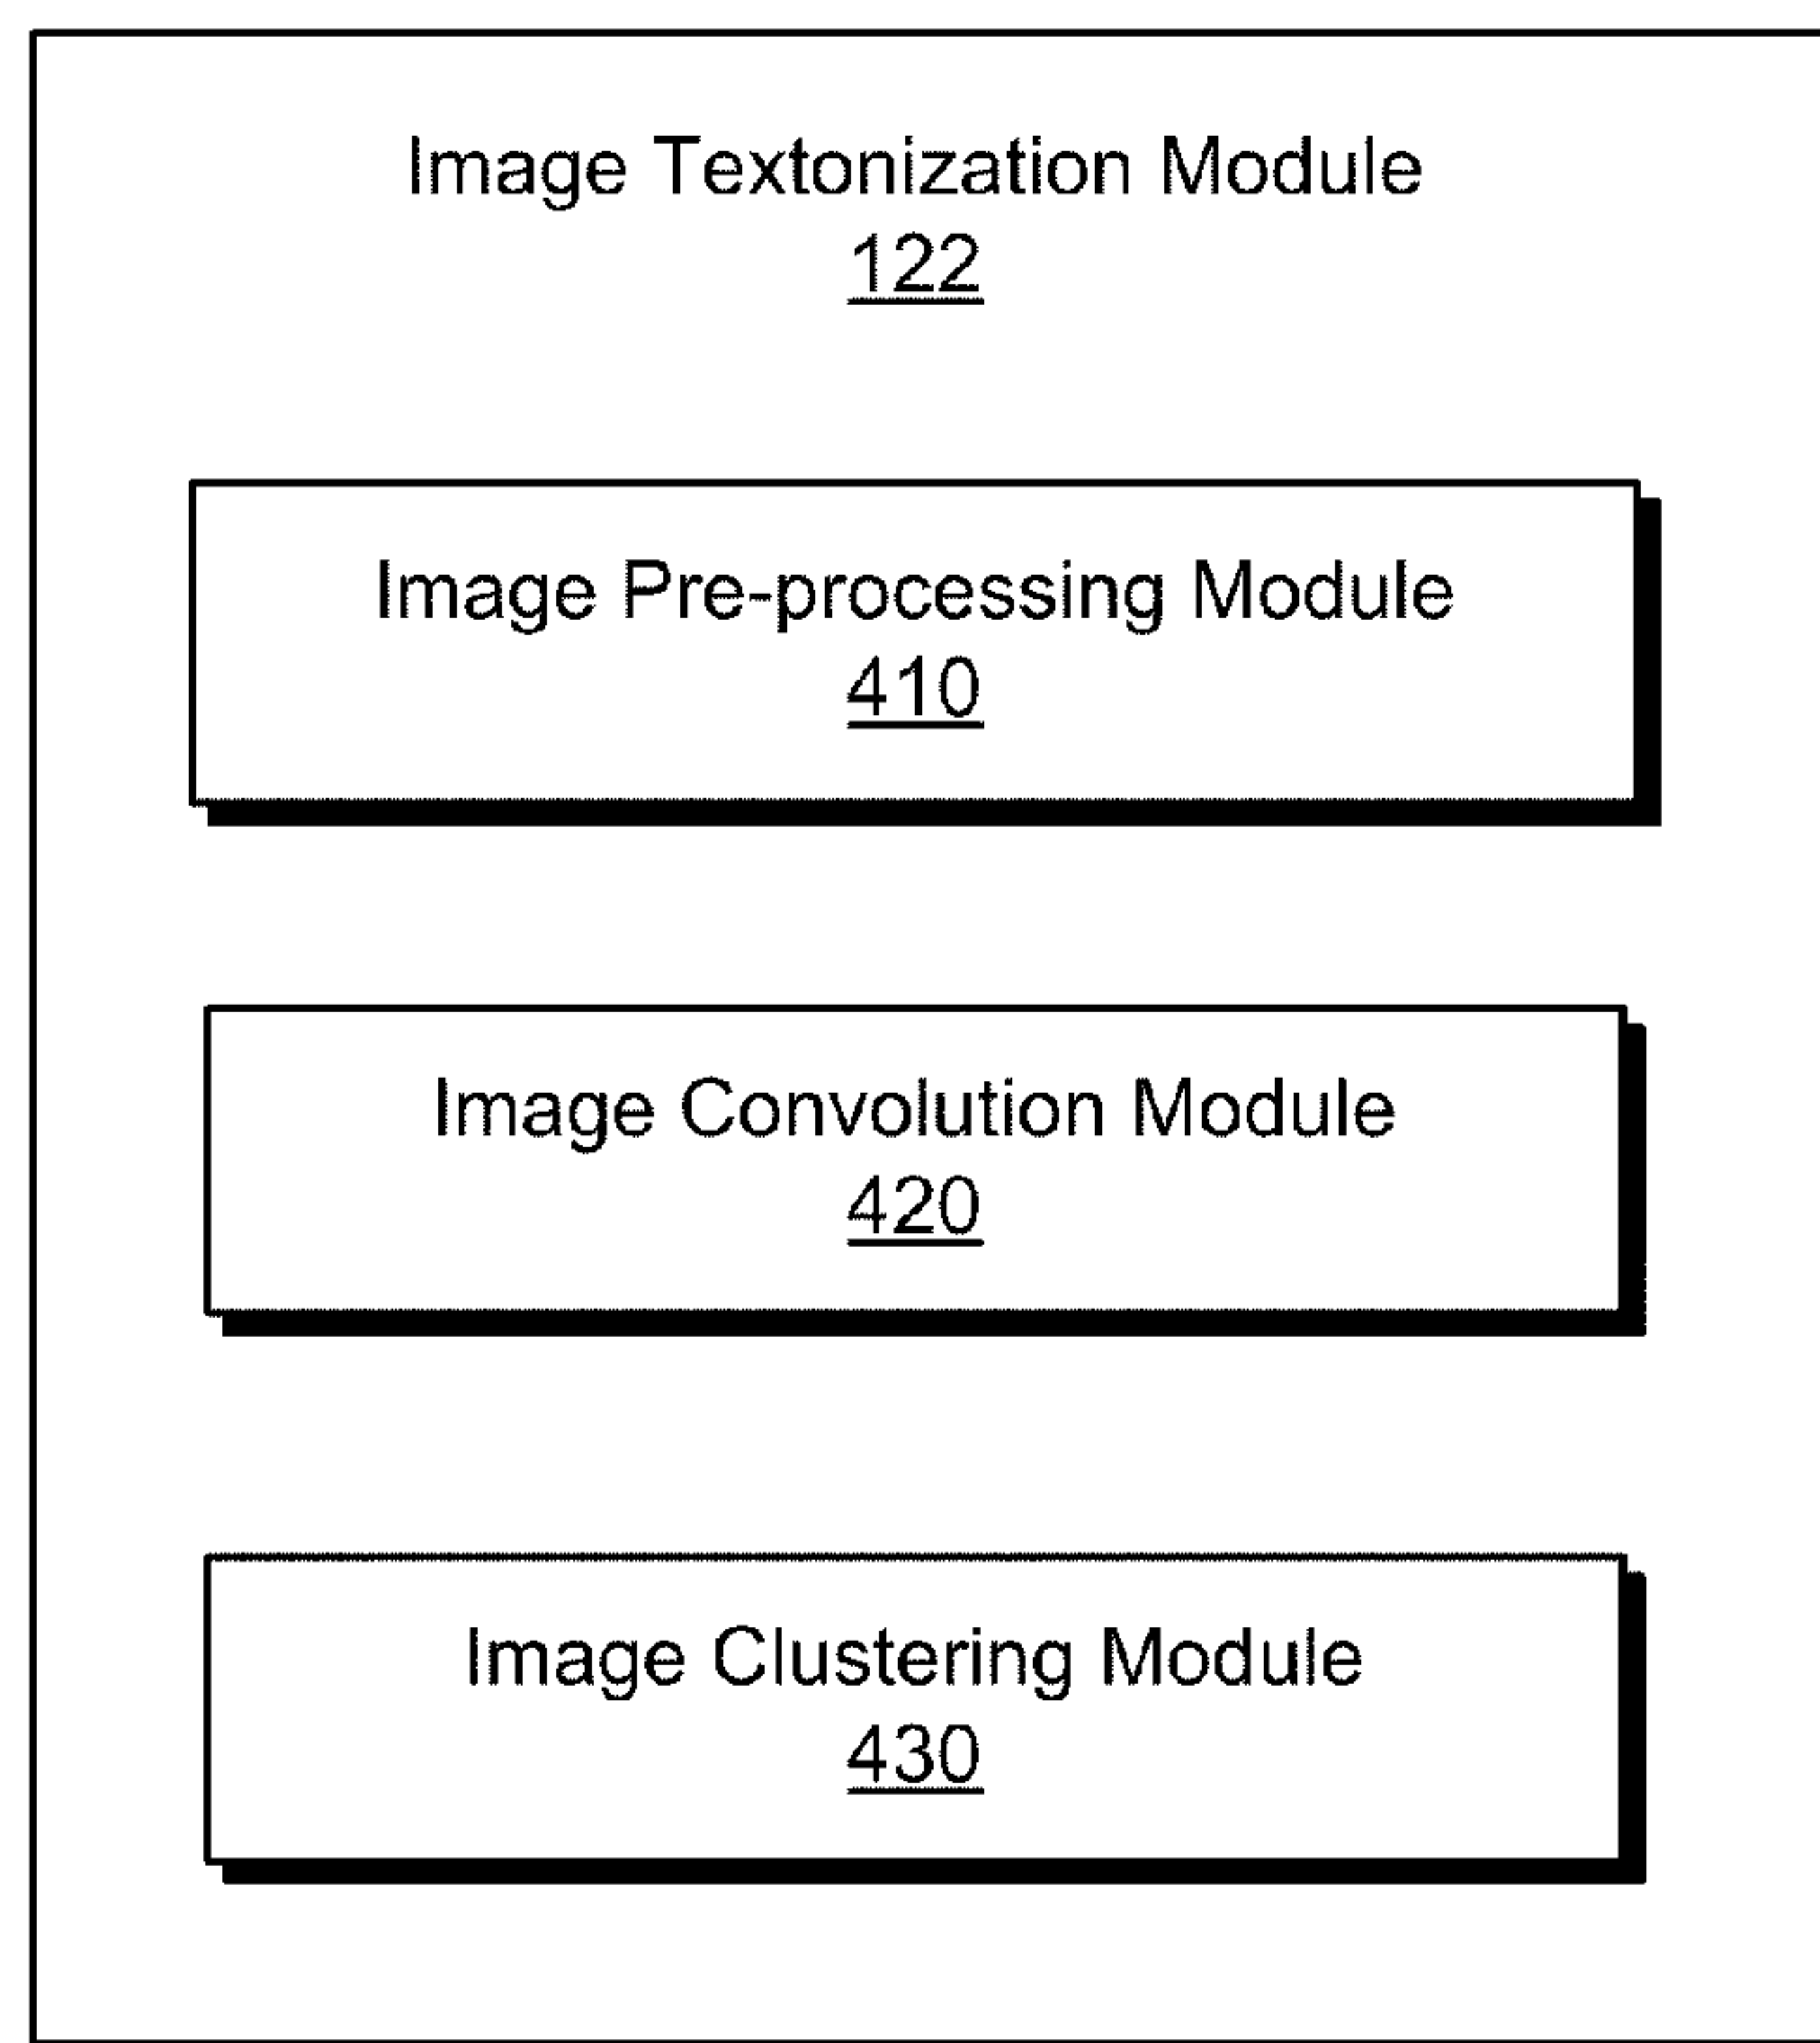 Image Textonization Module
122
Image Pre-processing Module
410
Image Convolution Module
420
Image Clustering Module
430